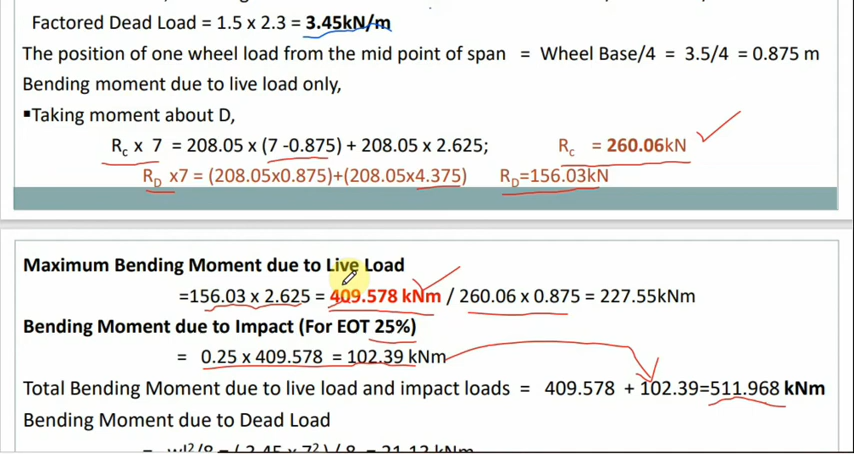 Factored Dead Load = 1.5 x 2.3 = 3.45kN/m
The position of one wheel load from the mid point of span = Wheel Base/4 = 3.5/4 = 0.875 m
Bending moment due to live load only,
▪Taking moment about D,
Rc x 7 = 208.05 x (7 -0.875) + 208.05 x 2.625; Rc = 260.06kN
RD x7 = (208.05x0.875)+(208.05x4.375) RD=156.03kN
Maximum Bending Moment due to Live Load
=156.03 x 2.625 = 409.578 kNm / 260.06 x 0.875 = 227.55kNm
Bending Moment due to Impact (For EOT 25%)
= 0.25 x 409.578 = 102.39 kNm
Total Bending Moment due to live load and impact loads = 409.578 + 102.39=511.968 kNm
Bending Moment due to Dead Load